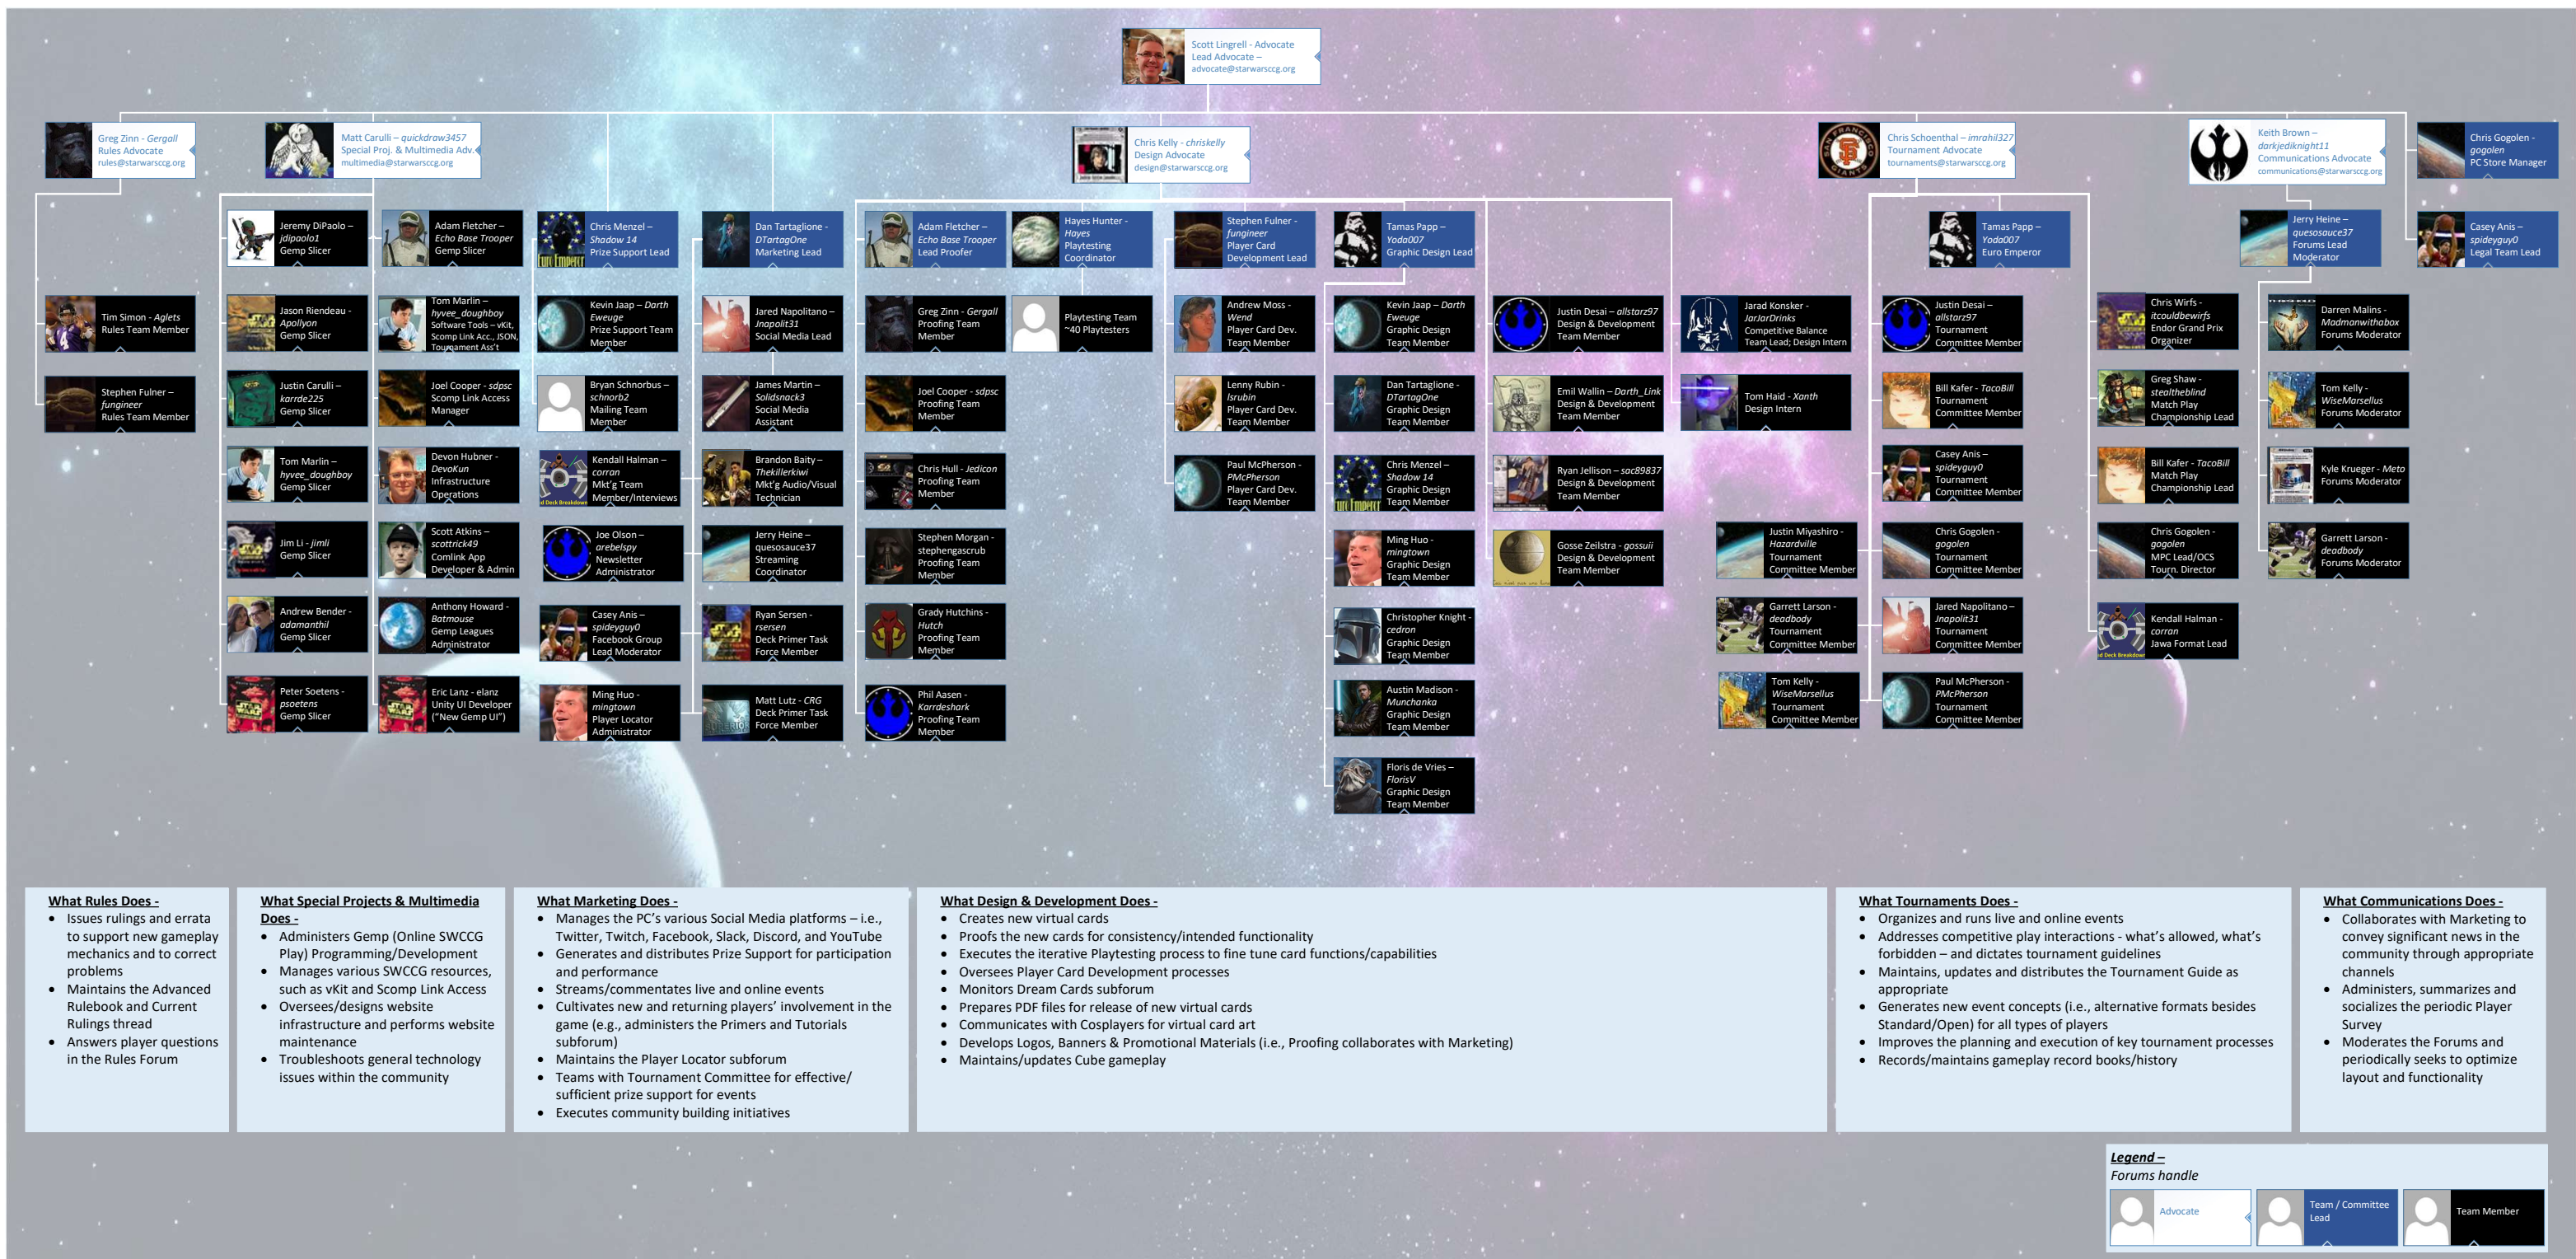 Scott Lingrell - Advocate
Lead Advocate –
advocate@starwarsccg.org
Greg Zinn - Gergall
Rules Advocate
rules@starwarsccg.org
Matt Carulli – quickdraw3457
Special Proj. & Multimedia Adv.
multimedia@starwarsccg.org
Chris Kelly - chriskelly
Design Advocate
design@starwarsccg.org
Chris Schoenthal – imrahil327
Tournament Advocate
tournaments@starwarsccg.org
Keith Brown –
darkjediknight11
Communications Advocate
communications@starwarsccg.org
Chris Gogolen -
gogolen
PC Store Manager
Casey Anis –
spideyguy0
Legal Team Lead
Tim Simon - Aglets
Rules Team Member
Stephen Fulner –
fungineer
Rules Team Member
Jeremy DiPaolo –
jdipaolo1
Gemp Slicer
Jason Riendeau –
Apollyon
Gemp Slicer
Justin Carulli –
karrde225
Gemp Slicer
Tom Marlin –
hyvee_doughboy
Gemp Slicer
Jim Li - jimli
Gemp Slicer
Andrew Bender -
adamanthil
Gemp Slicer
Peter Soetens -
psoetens
Gemp Slicer
Adam Fletcher –
Echo Base Trooper
Gemp Slicer
Tom Marlin –
hyvee_doughboy
Software Tools – vKit,
Scomp Link Acc., JSON,
Tournament Ass't
Joel Cooper - sdpsc
Scomp Link Access
Manager
Devon Hubner -
DevoKun
Infrastructure
Operations
Scott Atkins –
scottrick49
Comlink App
Developer & Admin
Anthony Howard -
Batmouse
Gemp Leagues
Administrator
Eric Lanz - elanz
Unity UI Developer
("New Gemp UI")
Chris Menzel –
Shadow 14
Prize Support Lead
Kevin Jaap – Darth
Eweuge
Prize Support Team
Member
Bryan Schnorbus –
schnorb2
Mailing Team
Member
Kendall Halman –
corran
Mkt'g Team
Member/Interviews
Joe Olson –
arebelspy
Newsletter
Administrator
Casey Anis –
spideyguy0
Facebook Group
Lead Moderator
Ming Huo -
mingtown
Player Locator
Administrator
Dan Tartaglione -
DTartagOne
Marketing Lead
Jared Napolitano –
Jnapolit31
Social Media Lead
James Martin –
Solidsnack3
Social Media
Assistant
Brandon Baity –
Thekillerkiwi
Mkt'g Audio/Visual
Technician
Jerry Heine –
quesosauce37
Streaming
Coordinator
Ryan Sersen -
rsersen
Deck Primer Task
Force Member
Matt Lutz - CRG
Deck Primer Task
Force Member
Adam Fletcher –
Echo Base Trooper
Lead Proofer
Greg Zinn - Gergall
Proofing Team
Member
Joel Cooper - sdpsc
Proofing Team
Member
Chris Hull - Jedicon
Proofing Team
Member
Stephen Morgan -
stephengascrub
Proofing Team
Member
Grady Hutchins -
Hutch
Proofing Team
Member
Phil Aasen -
Karrdeshark
Proofing Team
Member
Hayes Hunter -
Hayes
Playtesting
Coordinator
Playtesting Team
~40 Playtesters
Stephen Fulner -
fungineer
Player Card
Development Lead
Andrew Moss -
Wend
Player Card Dev.
Team Member
Lenny Rubin -
lsrubin
Player Card Dev.
Team Member
Paul McPherson -
PMcPherson
Player Card Dev.
Team Member
Tamas Papp -
Yoda007
Graphic Design Lead
Kevin Jaap – Darth
Eweuge
Graphic Design
Team Member
Dan Tartaglione -
DTartagOne
Graphic Design
Team Member
Chris Menzel –
Shadow 14
Graphic Design
Team Member
Ming Huo -
mingtown
Graphic Design
Team Member
Christopher Knight -
cedron
Graphic Design
Team Member
Austin Madison -
Munchanka
Graphic Design
Team Member
Floris de Vries –
FlorisV
Graphic Design
Team Member
Justin Desai – allstarz97
Design & Development
Team Member
Emil Wallin – Darth_Link
Design & Development
Team Member
Ryan Jellison – sac89837
Design & Development
Team Member
Gosse Zeilstra - gossuii
Design & Development
Team Member
Jarad Konsker -
JarJarDrinks
Competitive Balance
Team Lead; Design Intern
Tom Haid - Xanth
Design Intern
Tamas Papp -
Yoda007
Euro Emperor
Justin Desai –
allstarz97
Tournament
Committee Member
Bill Kafer - TacoBill
Tournament
Committee Member
Casey Anis –
spideyguy0
Tournament
Committee Member
Justin Miyashiro -
Hazardville
Tournament
Committee Member
Chris Gogolen -
gogolen
Tournament
Committee Member
Garrett Larson -
deadbody
Tournament
Committee Member
Jared Napolitano –
Jnapolit31
Tournament
Committee Member
Tom Kelly -
WiseMarsellus
Tournament
Committee Member
Paul McPherson -
PMcPherson
Tournament
Committee Member
Chris Wirfs -
itcouldbewirfs
Endor Grand Prix
Organizer
Greg Shaw -
stealtheblind
Match Play
Championship Lead
Bill Kafer - TacoBill
Match Play
Championship Lead
Chris Gogolen -
gogolen
MPC Lead/OCS
Tourn. Director
Kendall Halman -
corran
Jawa Format Lead
Jerry Heine –
quesosauce37
Forums Lead
Moderator
Darren Malins -
Madmanwithabox
Forums Moderator
Tom Kelly -
WiseMarsellus
Forums Moderator
Kyle Krueger - Meta
Forums Moderator
Garrett Larson -
deadbody
Forums Moderator
What Rules Does -
• Issues rulings and errata
to support new gameplay
mechanics and to correct
problems
• Maintains the Advanced
Rulebook and Current
Rulings thread
• Answers player questions
in the Rules Forum
What Special Projects & Multimedia
Does -
• Administers Gemp (Online SWCCG
Play) Programming/Development
• Manages various SWCCG resources,
such as vKit and Scomp Link Access
• Oversees/designs website
infrastructure and performs website
maintenance
• Troubleshoots general technology
issues within the community
What Marketing Does -
• Manages the PC's various Social Media platforms – i.e.,
Twitter, Twitch, Facebook, Slack, Discord, and YouTube
• Generates and distributes Prize Support for participation
and performance
• Streams/commentates live and online events
• Cultivates new and returning players' involvement in the
game (e.g., administers the Primers and Tutorials
subforum)
• Maintains the Player Locator subforum
• Teams with Tournament Committee for effective/
sufficient prize support for events
• Executes community building initiatives
What Design & Development Does -
• Creates new virtual cards
• Proofs the new cards for consistency/intended functionality
• Executes the iterative Playtesting process to fine tune card functions/capabilities
• Oversees Player Card Development processes
• Monitors Dream Cards subforum
• Prepares PDF files for release of new virtual cards
• Communicates with Cosplayers for virtual card art
• Develops Logos, Banners & Promotional Materials (i.e., Proofing collaborates with Marketing)
• Maintains/updates Cube gameplay
What Tournaments Does -
• Organizes and runs live and online events
• Addresses competitive play interactions - what's allowed, what's
forbidden – and dictates tournament guidelines
• Maintains, updates and distributes the Tournament Guide as
appropriate
• Generates new event concepts (i.e., alternative formats besides
Standard/Open) for all types of players
• Improves the planning and execution of key tournament processes
• Records/maintains gameplay record books/history
What Communications Does -
• Collaborates with Marketing to
convey significant news in the
community through appropriate
channels
• Administers, summarizes and
socializes the periodic Player
Survey
• Moderates the Forums and
periodically seeks to optimize
layout and functionality
Legend –
Forums handle
Advocate
Team / Committee
Lead
Team Member